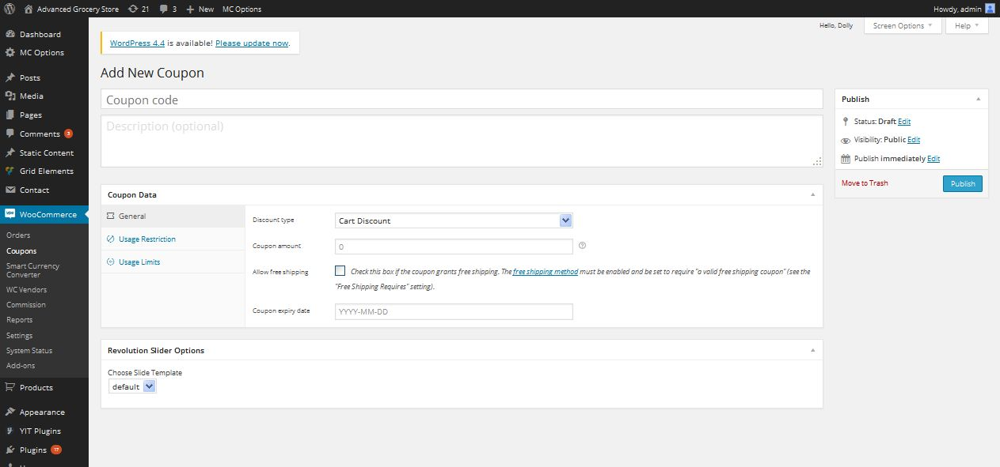 Advanced Grocery Store 21 3 New MC Options Howdy, admin
Hello, Dolly Screen Options Help
WordPress 4.4 is available! Please update now.
Add New Coupon
Coupon code
Description (optional)
Dashboard
MC Options
Posts
Media
Pages
Comments 3
Static Content
Grid Elements
Contact
WooCommerce
Orders
Coupons
Smart Currency
Converter
WC Vendors
Commission
Reports
Settings
System Status
Add-ons
Products
Appearance
YIT Plugins
Plugins 17
Coupon Data
General
Usage Restriction
Usage Limits
Discount type Cart Discount
Coupon amount 0
Allow free shipping Check this box if the coupon grants free shipping. The free shipping method must be enabled and be set to require "a valid free shipping coupon" (see the
"Free Shipping Requires" setting).
Coupon expiry date YYYY-MM-DD
Revolution Slider Options
Choose Slide Template
default
Publish
Status: Draft Edit
Visibility: Public Edit
Publish immediately Edit
Move to Trash Publish